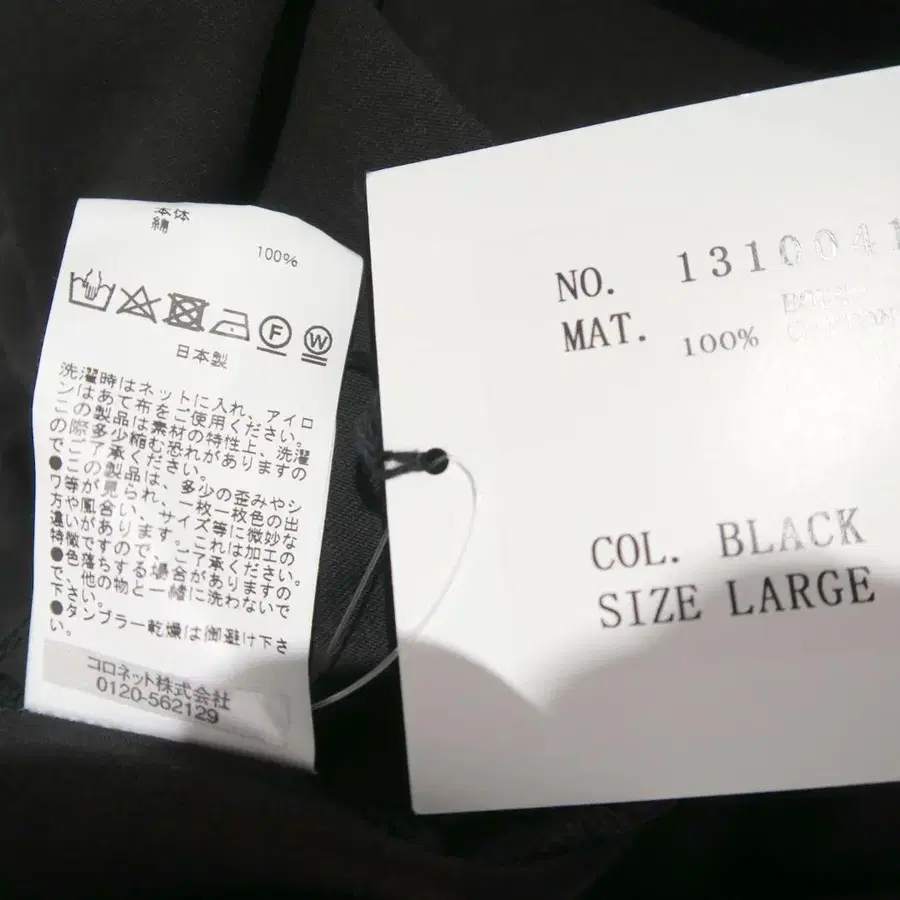 本体
綿
100%
F
W
日本製
洗濯時はネットに入れ、アイロ
ンはあて布をご使用ください。
この製品は素材の特性上、洗濯
の際多少縮む恐れがありますの
でご了承ください。
●この製品は、多少の歪みやシ
ワ等が見られ、一枚一枚色の出
方や風合い、サイズ等に微妙な
違いがあります。これは加工の
特徴ですので、ご了承ください。
●色落ちする場合がありますの
で、他の物と一緒に洗わないで
下さい。
●タンブラー乾燥は御避け下さ
い。
コロネット株式会社
0120-562129
NO. 1310041
MAT. 100% COTTON
COL. BLACK
SIZE LARGE